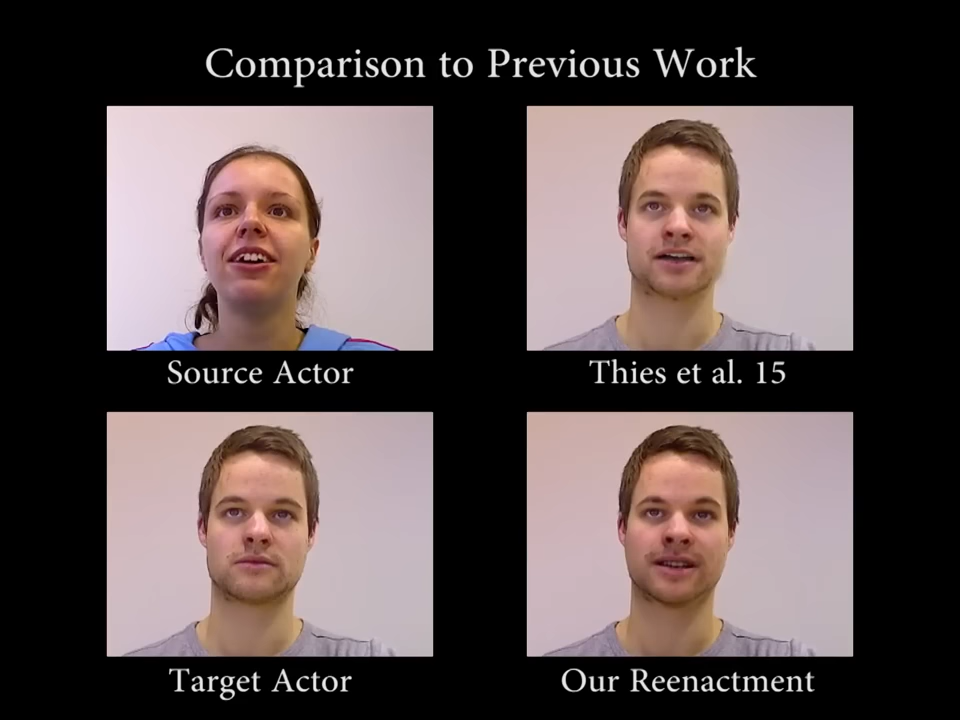 Comparison to Previous Work
Source Actor
Thies et al. 15
Target Actor
Our Reenactment